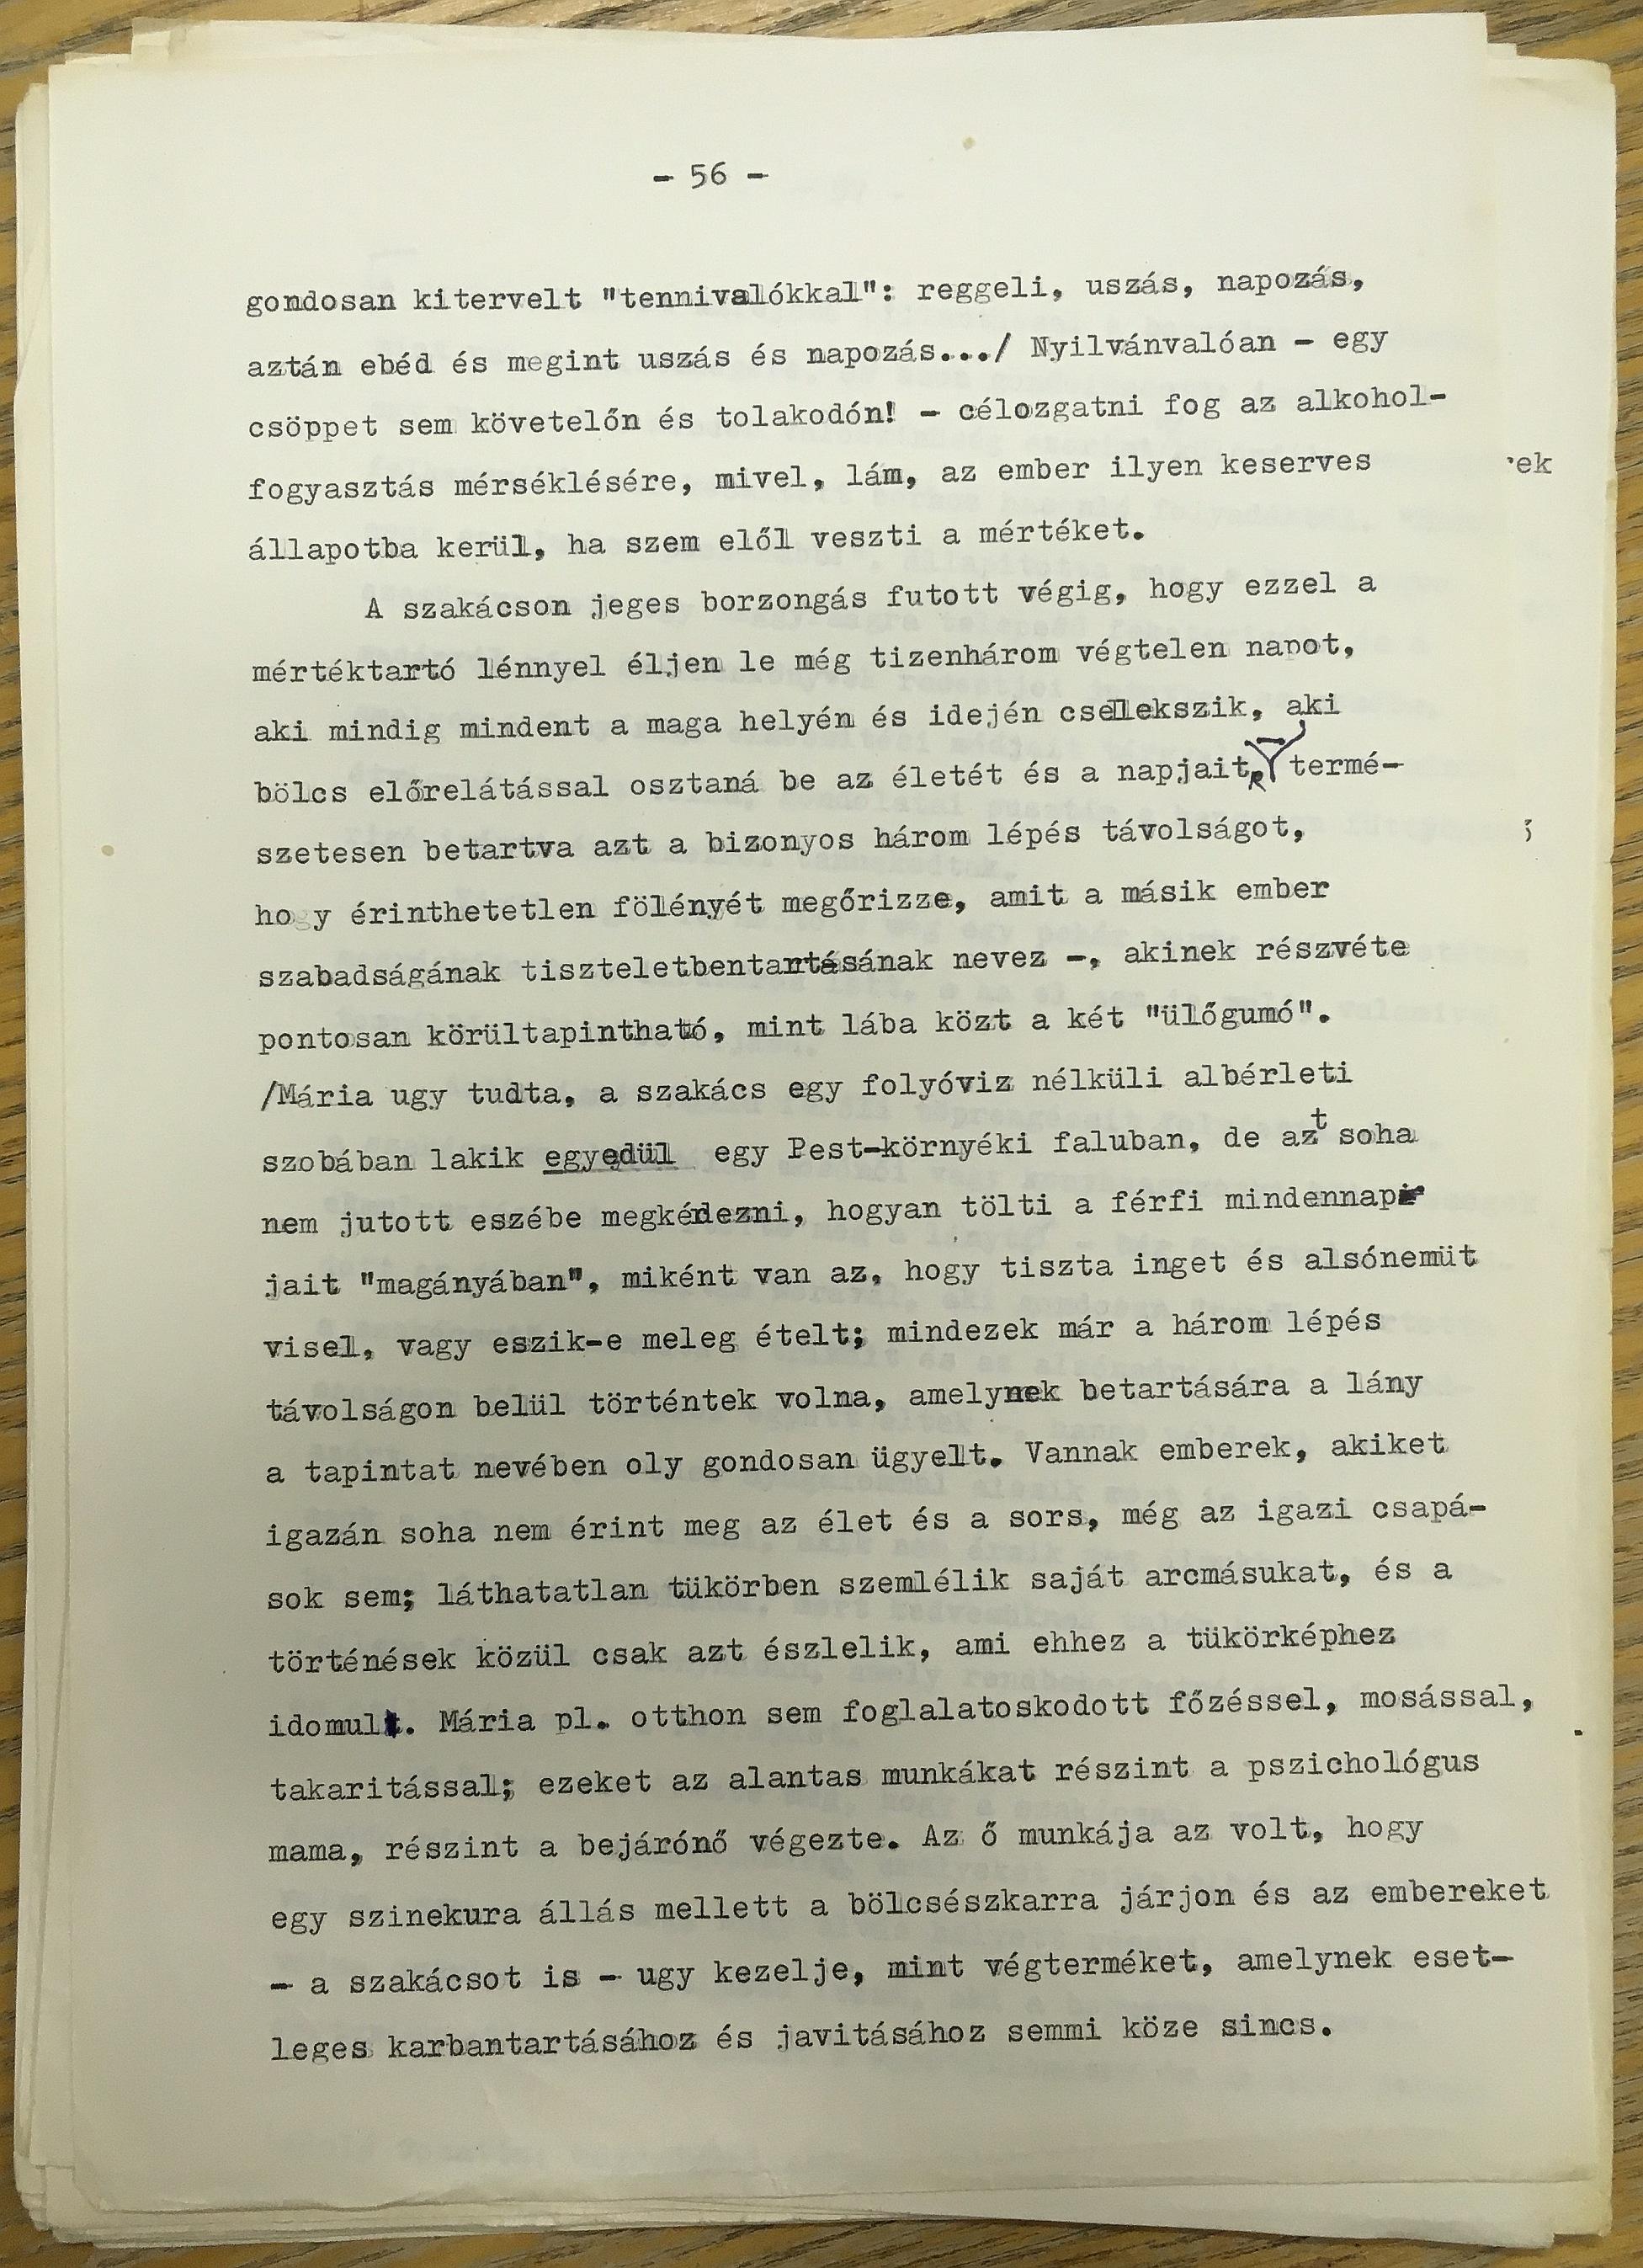 - 56 -
gondosan kitervelt "tennivalókkal": reggeli, uszás, napozás,
aztán ebéd és megint uszás és napozás.../ Nyilvánvalóan - egy
csöppet sem követelőn és tolakodón! - célozgatni fog az alkohol-
fogyasztás mérséklésére, mivel, lám, az ember ilyen keserves
állapotba kerül, ha szem elől veszti a mértéket.
A szakácson jeges borzongás futott végig, hogy ezzel a
mértéktartó lénnyel éljen le még tizenhárom végtelen napot,
aki mindig mindent a maga helyén és idején cselekszik, aki
bölcs előrelátással osztaná be az életét és a napjait, - termé-
szetesen betartva azt a bizonyos három lépés távolságot,
hogy érinthetetlen fölényét megőrizze, amit a másik ember
szabadságának tiszteletbentartásának nevez -, akinek részvéte
pontosan körültapintható, mint lába közt a két "ülőgumó".
/Mária ugy tudta, a szakács egy folyóviz nélküli albérleti
szobában lakik egyedül egy Pest-környéki faluban, de azt soha
nem jutott eszébe megkérdezni, hogyan tölti a férfi mindennap-
jait "magányában", miként van az, hogy tiszta inget és alsónemüt
visel, vagy eszik-e meleg ételt; mindezek már a három lépés
távolságon belül történtek volna, amelynek betartására a lány
a tapintat nevében oly gondosan ügyelt. Vannak emberek, akiket
igazán soha nem érint meg az élet és a sors, még az igazi csapá-
sok sem; láthatatlan tükörben szemlélik saját arcmásukat, és a
történések közül csak azt észlelik, ami ehhez a tükörképhez
idomult. Mária pl. otthon sem foglalatoskodott főzéssel, mosással,
takaritással; ezeket az alantas munkákat részint a pszichológus
mama, részint a bejárónő végezte. Az ő munkája az volt, hogy
egy szinekura állás mellett a bölcsészkarra járjon és az embereket
- a szakácsot is - ugy kezelje, mint végterméket, amelynek eset-
leges karbantartásához és javitásához semmi köze sincs.